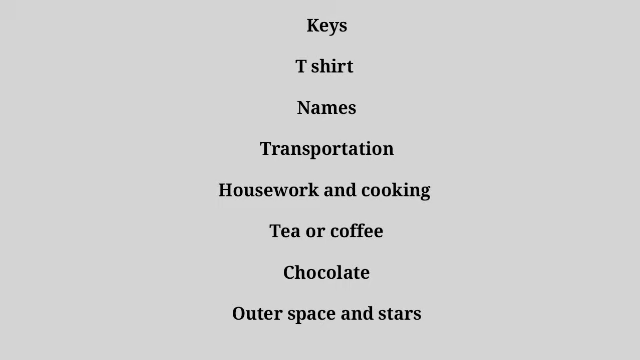 Keys
T shirt
Names
Transportation
Housework and cooking
Tea or coffee
Chocolate
Outer space and stars